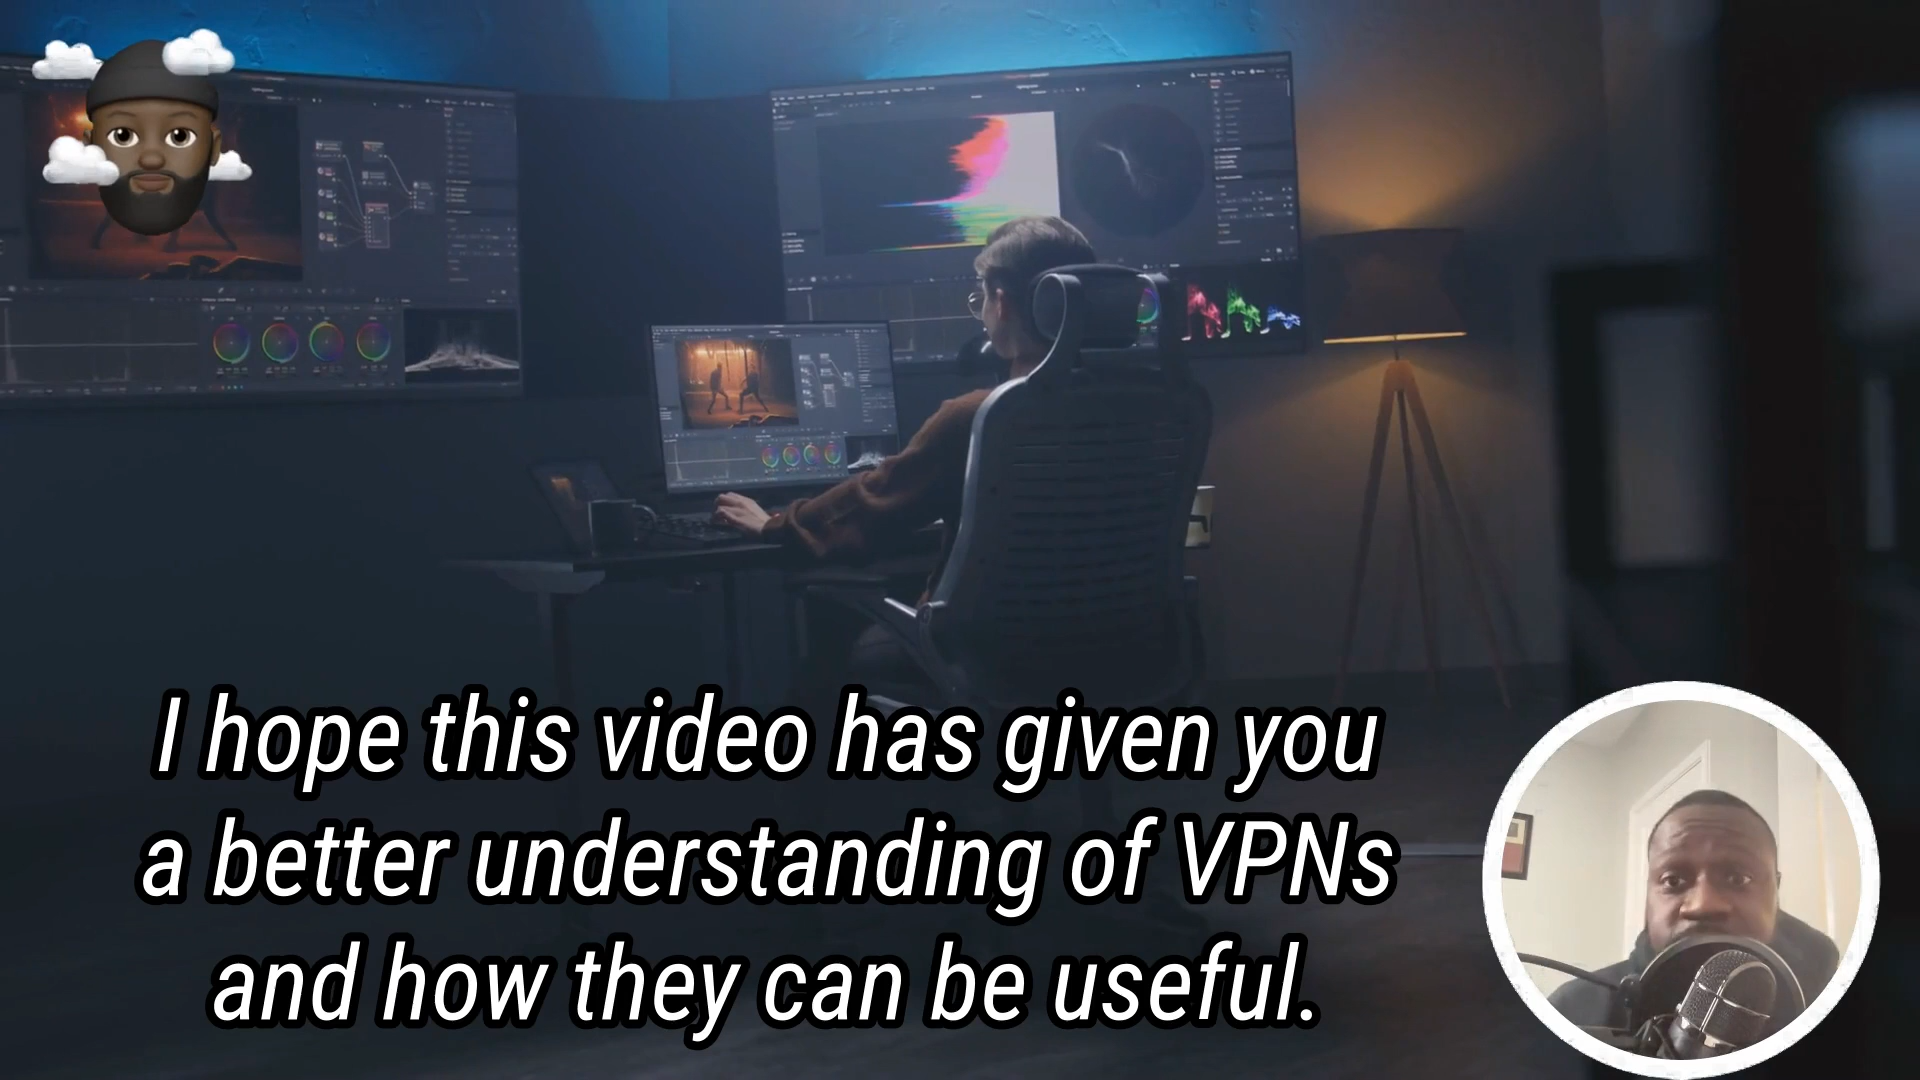 I hope this video has given you
a better understanding of VPNs
and how they can be useful.